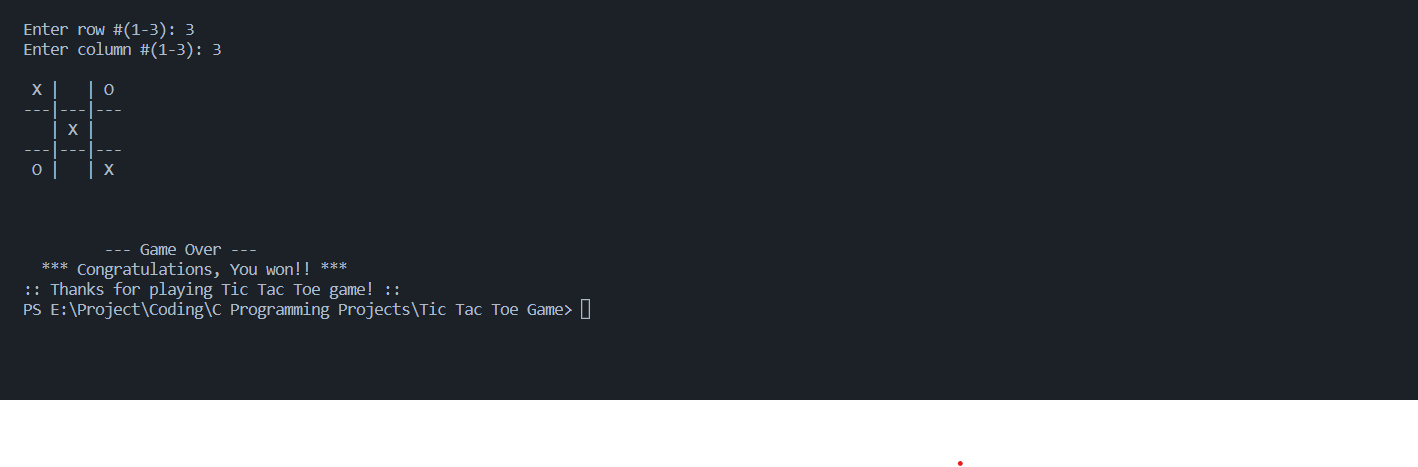 Enter row #(1-3): 3
Enter column #(1-3): 3
 X |   | O
---|---|---
   | X |
---|---|---
 O |   | X
--- Game Over ---
*** Congratulations, You won!! ***
:: Thanks for playing Tic Tac Toe game! ::
PS E:\Project\Coding\C Programming Projects\Tic Tac Toe Game>